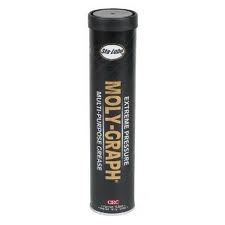 Sta-Lube
EXTREME PRESSURE
MOLY-GRAPH®
MULTI-PURPOSE GREASE
CRC